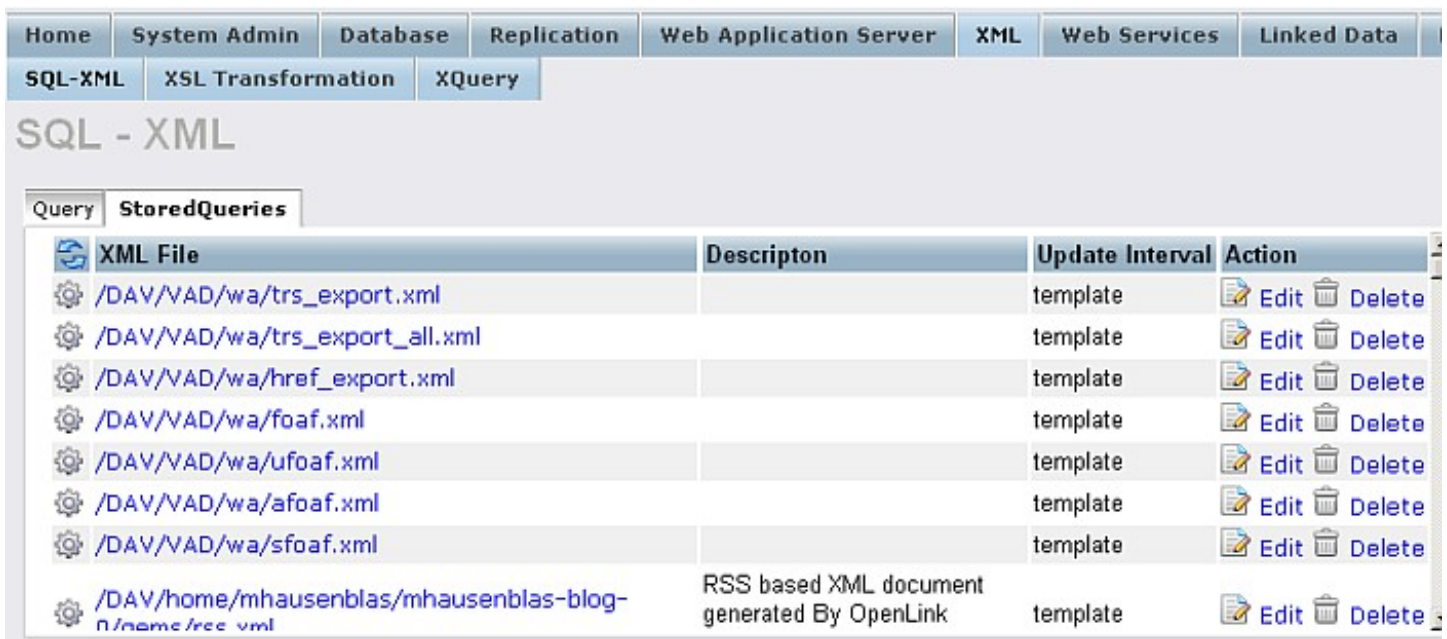 Home System Admin Database Replication Web Application Server XML Web Services Linked Data
SQL-XML XSL Transformation XQuery
SQL - XML
Query StoredQueries
XML File Descripton Update Interval Action
/DAV/VAD/wa/trs_export.xml template Edit Delete
/DAV/VAD/wa/trs_export_all.xml template Edit Delete
/DAV/VAD/wa/href_export.xml template Edit Delete
/DAV/VAD/wa/foaf.xml template Edit Delete
/DAV/VAD/wa/ufoaf.xml template Edit Delete
/DAV/VAD/wa/afoaf.xml template Edit Delete
/DAV/VAD/wa/sfoaf.xml template Edit Delete
/DAV/home/mhausenblas/mhausenblas-blog-
0/gems/rss.xml
RSS based XML document
generated By OpenLink
template Edit Delete